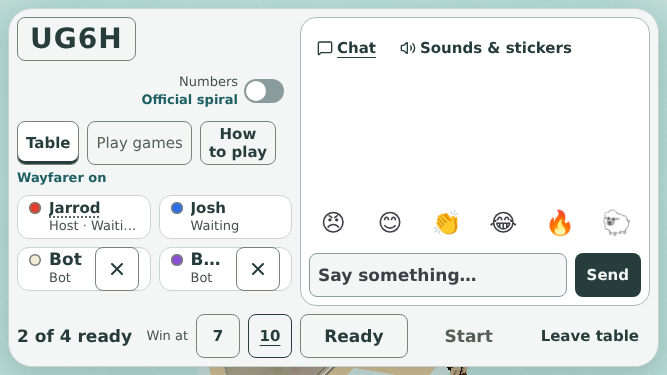 UG6H
Numbers
Official spiral
Table
Play games
How
to play
Wayfarer on
Jarrod
Host · Waiti...
Josh
Waiting
Bot
Bot
B...
Bot
Chat
Sounds & stickers
Say something...
Send
2 of 4 ready
Win at
7
10
Ready
Start
Leave table